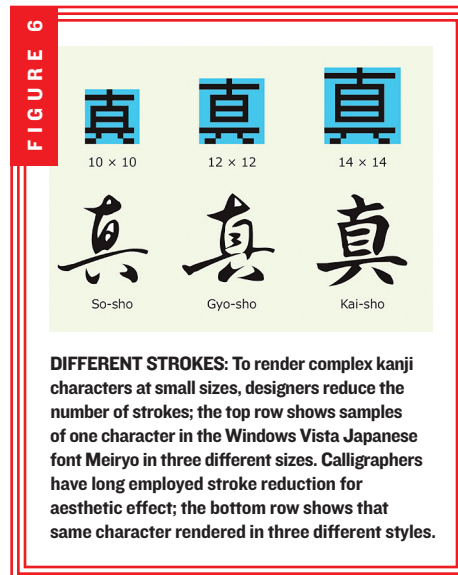 FIGURE 6
真 真 真
10 × 10 12 × 12 14 × 14
真 真 真
So-sho Gyo-sho Kai-sho
DIFFERENT STROKES: To render complex kanji
characters at small sizes, designers reduce the
number of strokes; the top row shows samples
of one character in the Windows Vista Japanese
font Meiryo in three different sizes. Calligraphers
have long employed stroke reduction for
aesthetic effect; the bottom row shows that
same character rendered in three different styles.